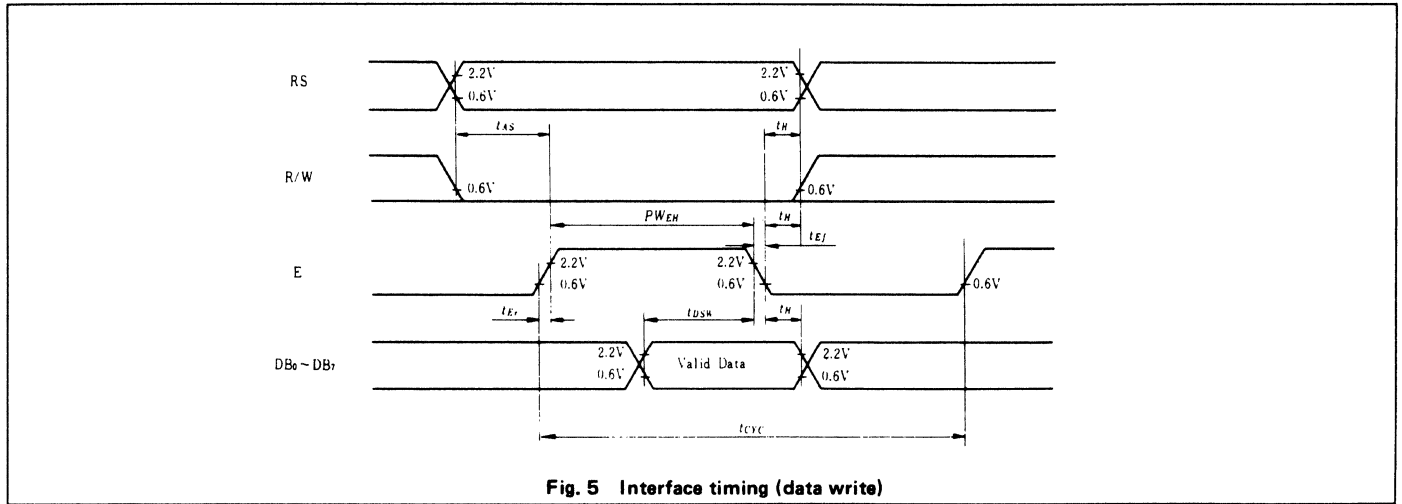 RS
2.2V
0.6V
2.2V
0.6V
tAS
tH
R/W
0.6V
0.6V
PWEH
tH
tEf
E
2.2V
0.6V
2.2V
0.6V
0.6V
tEr
tDSW
tH
DB0~DB7
2.2V
0.6V
Valid Data
2.2V
0.6V
tCYC
Fig. 5 Interface timing (data write)